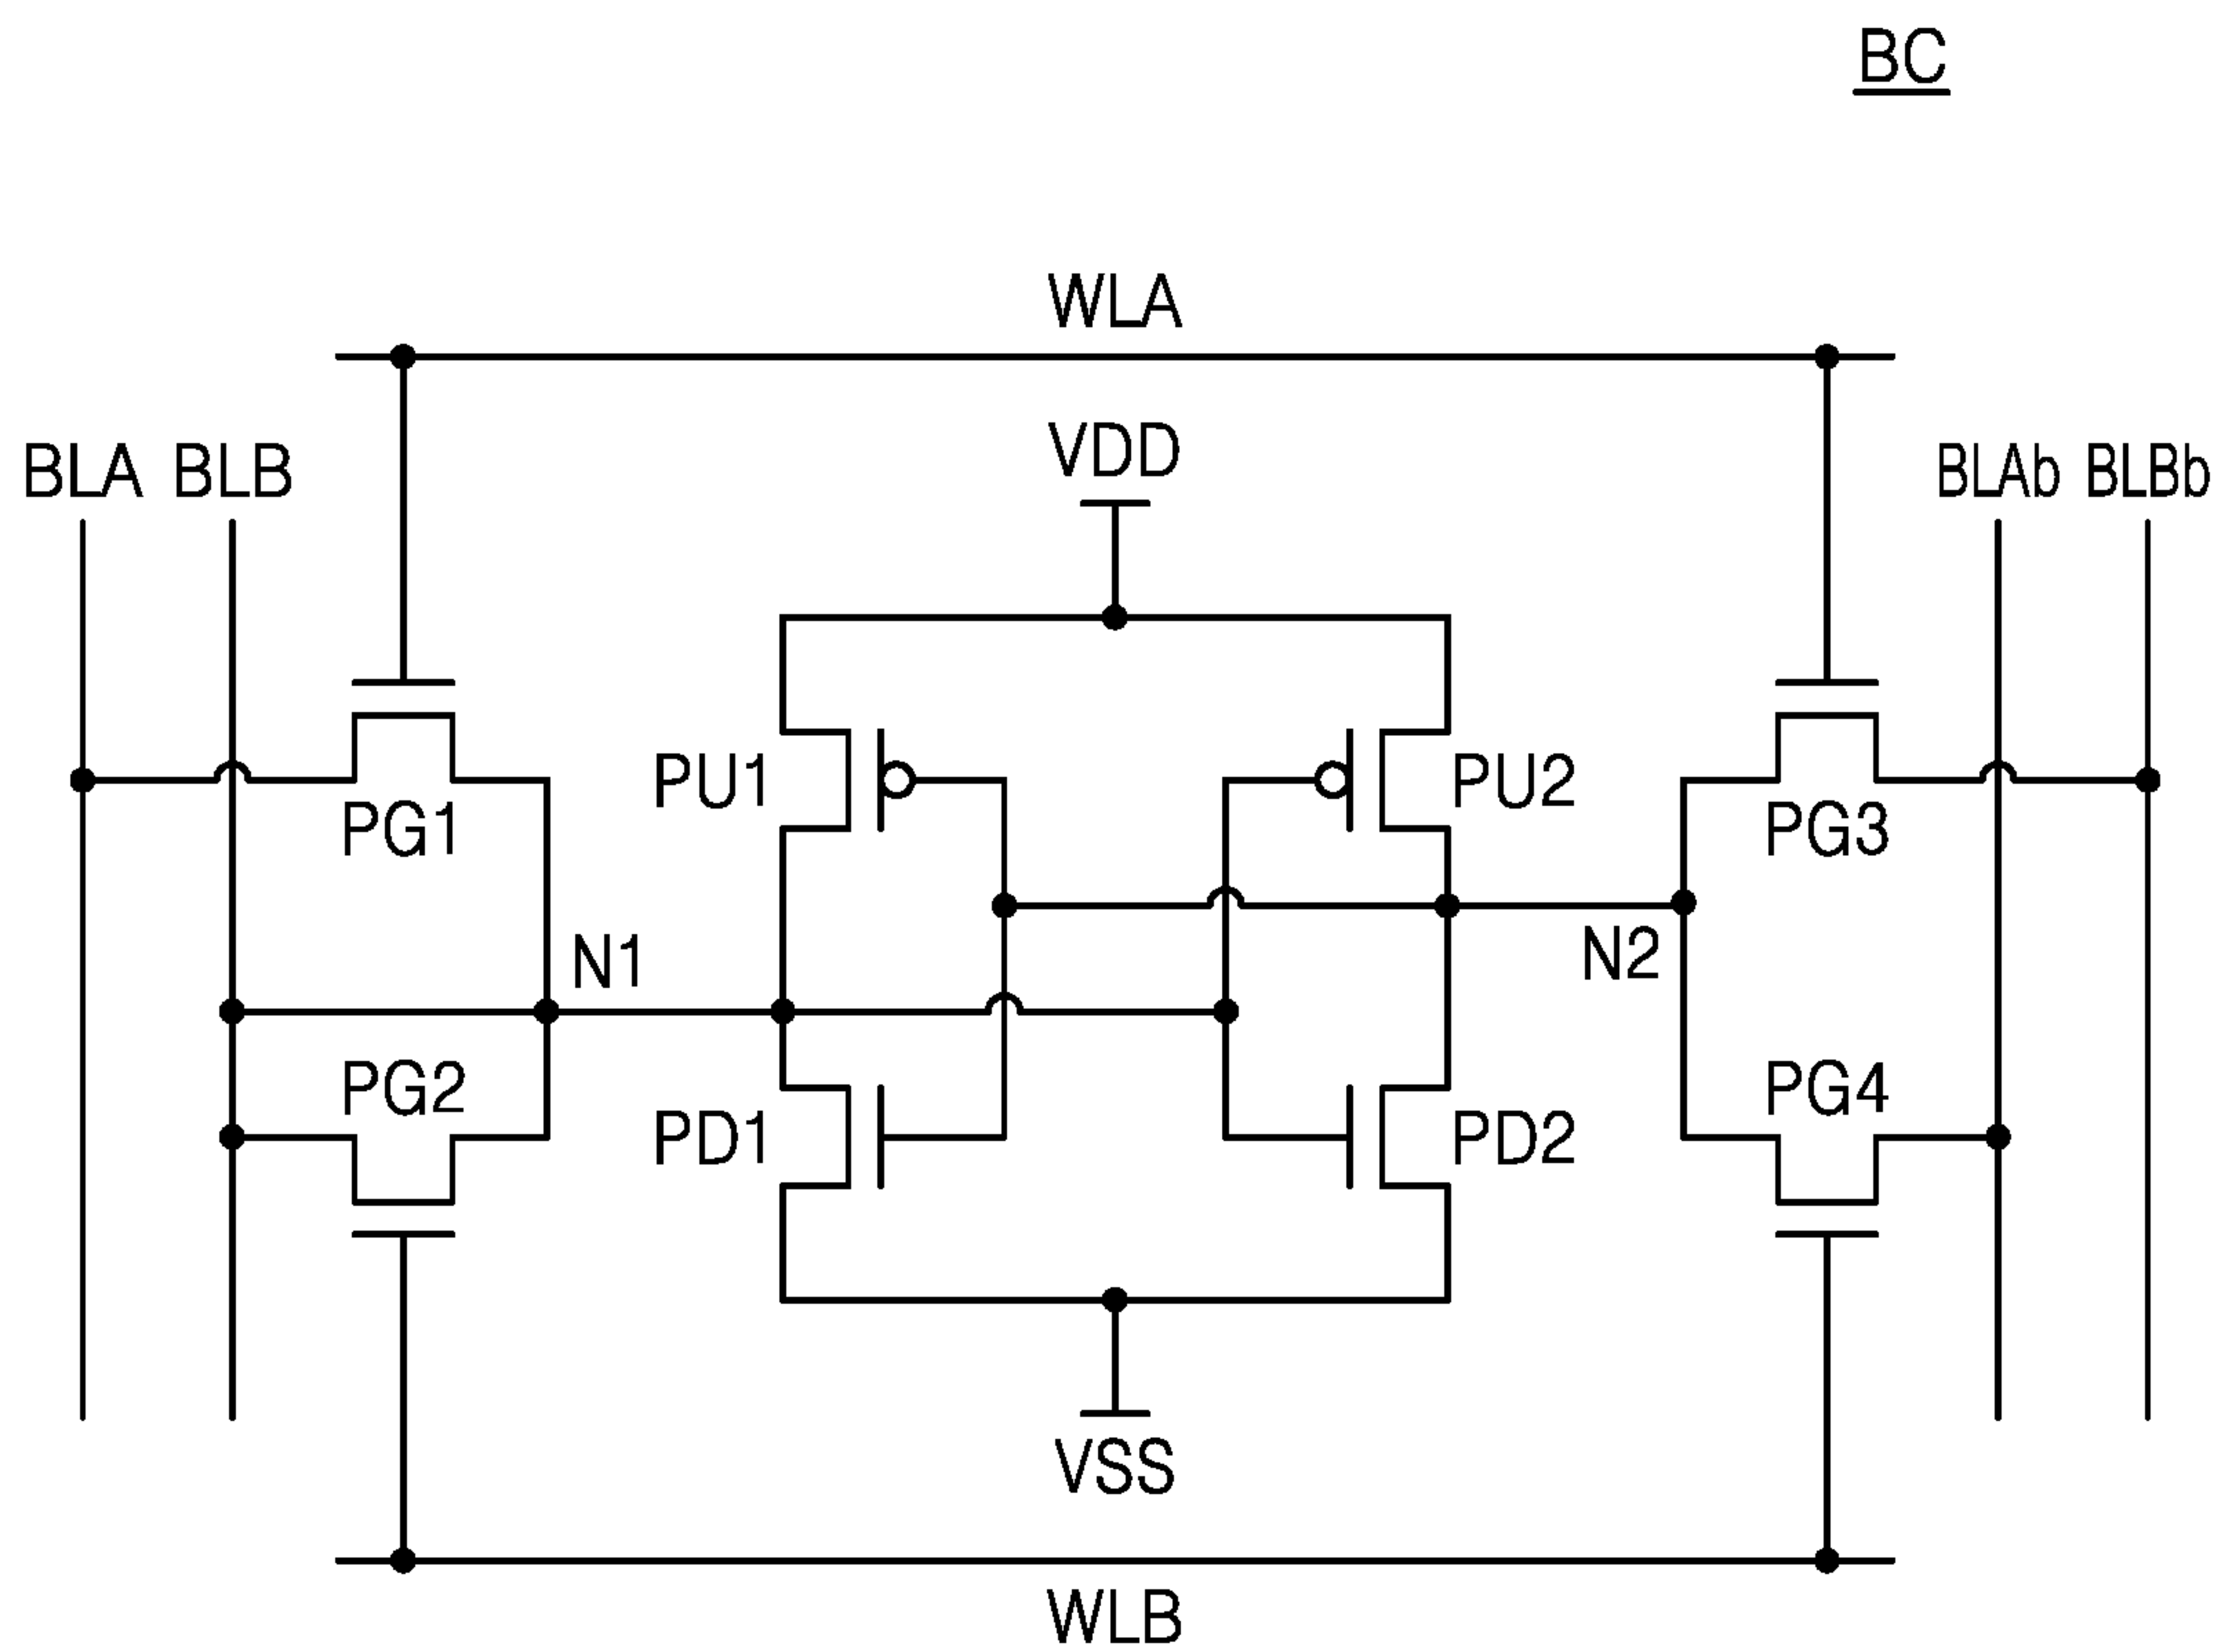 BC
WLA
VDD
BLA BLB BLAb BLBb
PU1 PU2
PG1 PG3
N1 N2
PG2 PG4
PD1 PD2
VSS
WLB